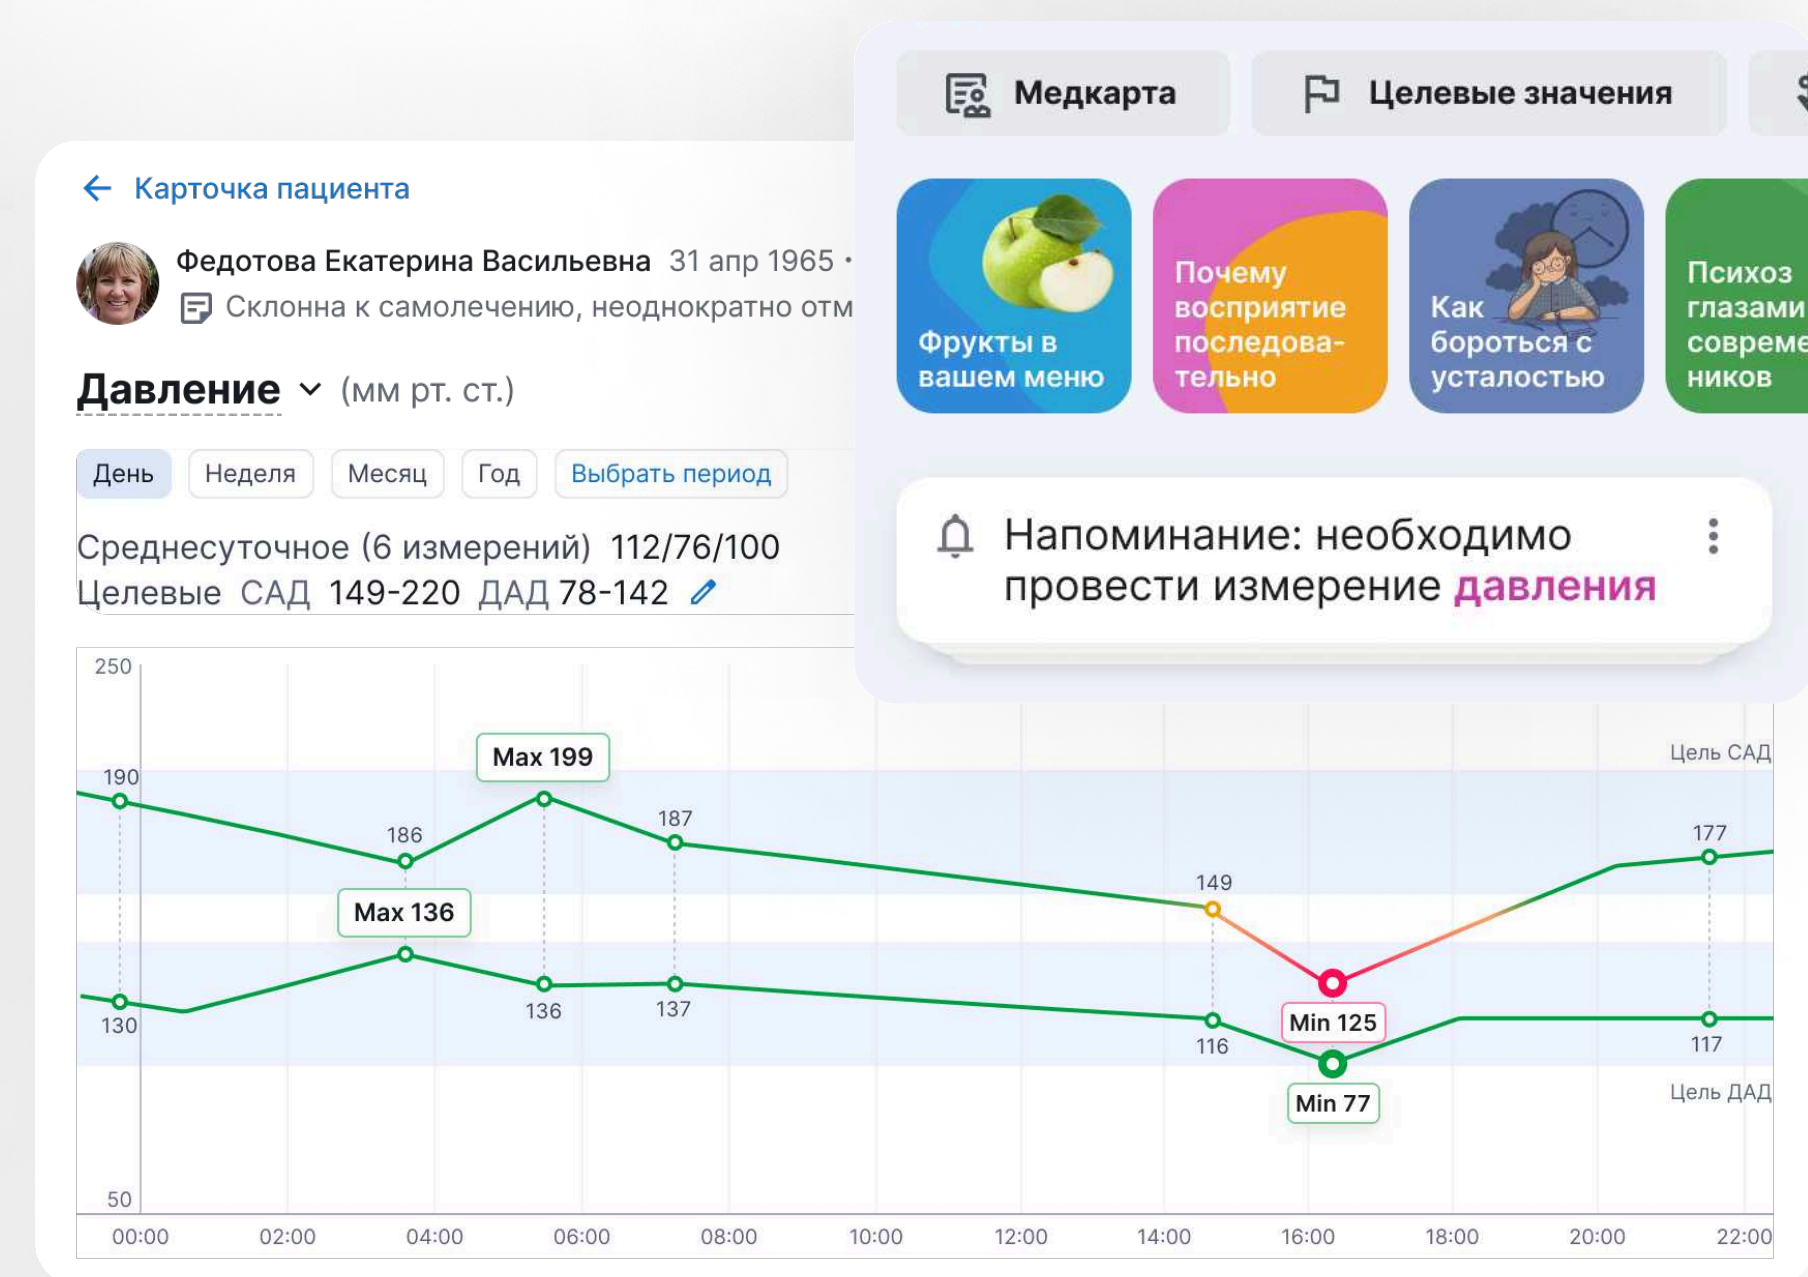 Медкарта
Целевые значения
Фрукты в
вашем меню
Почему
восприятие
последова-
тельно
Как
бороться с
усталостью
Психоз
глазами
совреме
ников
Напоминание: необходимо
провести измерение давления
Карточка пациента
Федотова Екатерина Васильевна 31 апр 1965 ·
Склонна к самолечению, неоднократно отм
Давление (мм рт. ст.)
День Неделя Месяц Год Выбрать период
Среднесуточное (6 измерений) 112/76/100
Целевые САД 149-220 ДАД 78-142
250
Цель САД
Max 199
190
187
186
177
149
Max 136
136
137
130
Min 125
116
117
Цель ДАД
Min 77
50
00:00 02:00 04:00 06:00 08:00 10:00 12:00 14:00 16:00 18:00 20:00 22:00